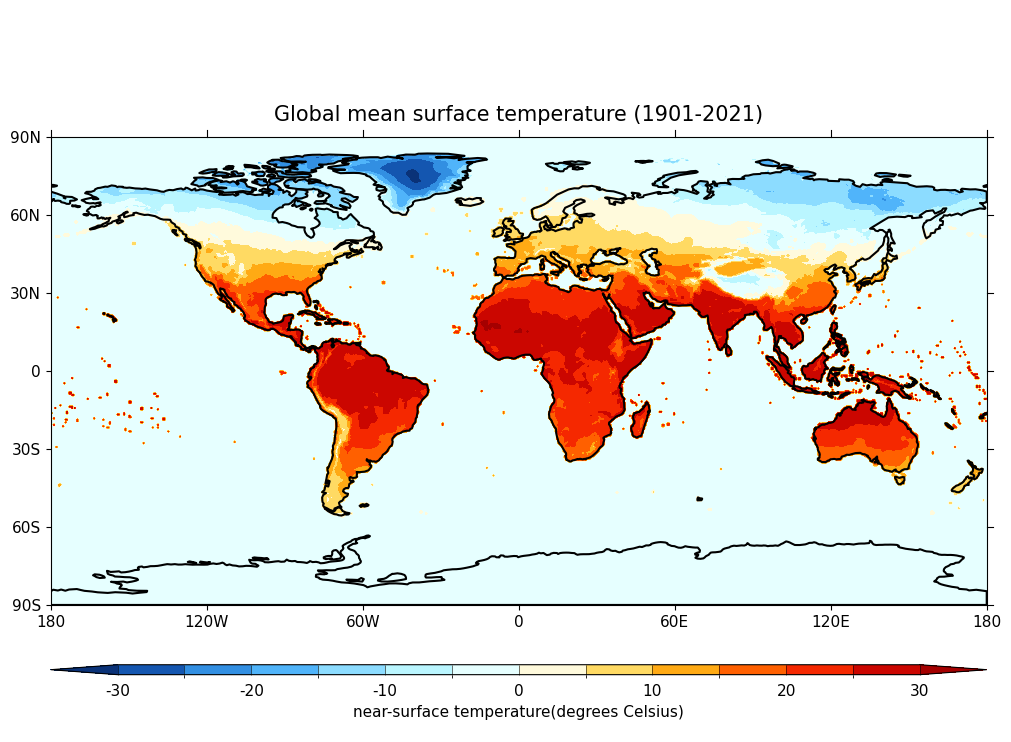 Global mean surface temperature (1901-2021)
90N
60N
30N
0
30S
60S
90S
180 120W 60W 0 60E 120E 180
-30 -20 -10 0 10 20 30
near-surface temperature(degrees Celsius)